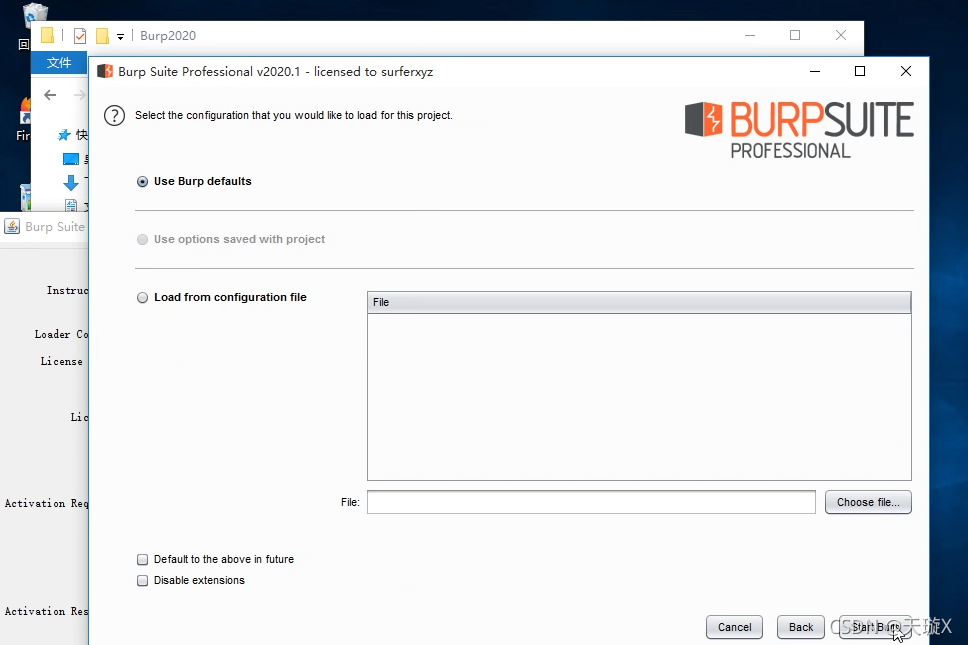 回
Burp2020
文件
Burp Suite Professional v2020.1 - licensed to surferxyz
Select the configuration that you would like to load for this project.
BURPSUITE
PROFESSIONAL
Fir
快
Use Burp defaults
Burp Suite
Use options saved with project
Instruc
Load from configuration file
File
Loader Co
License
Lic
Activation Req
File:
Choose file...
Default to the above in future
Disable extensions
Activation Res
Cancel
Back
Start Burp
CSDN @天璇X